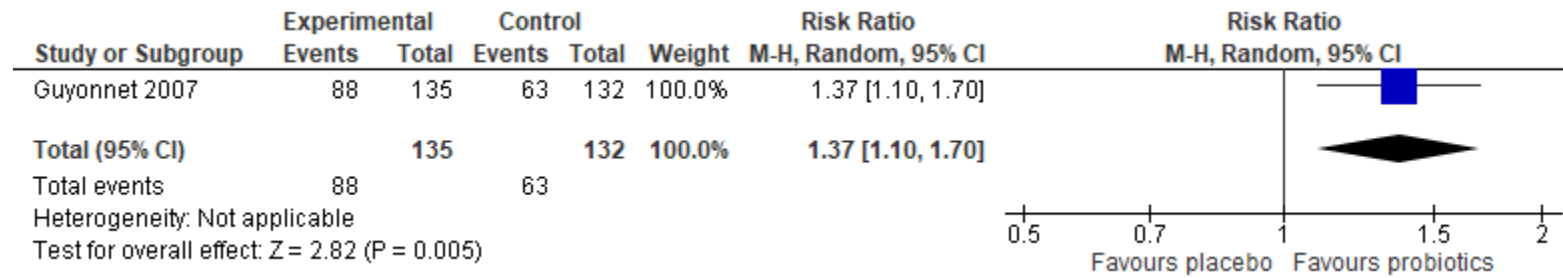 Experimental Control Risk Ratio Risk Ratio
Study or Subgroup Events Total Events Total Weight M-H, Random, 95% CI M-H, Random, 95% CI
Guyonnet 2007 88 135 63 132 100.0% 1.37 [1.10, 1.70]
Total (95% CI) 135 132 100.0% 1.37 [1.10, 1.70]
Total events 88 63
Heterogeneity: Not applicable
Test for overall effect: Z = 2.82 (P = 0.005)
0.5 0.7 1 1.5 2
Favours placebo Favours probiotics